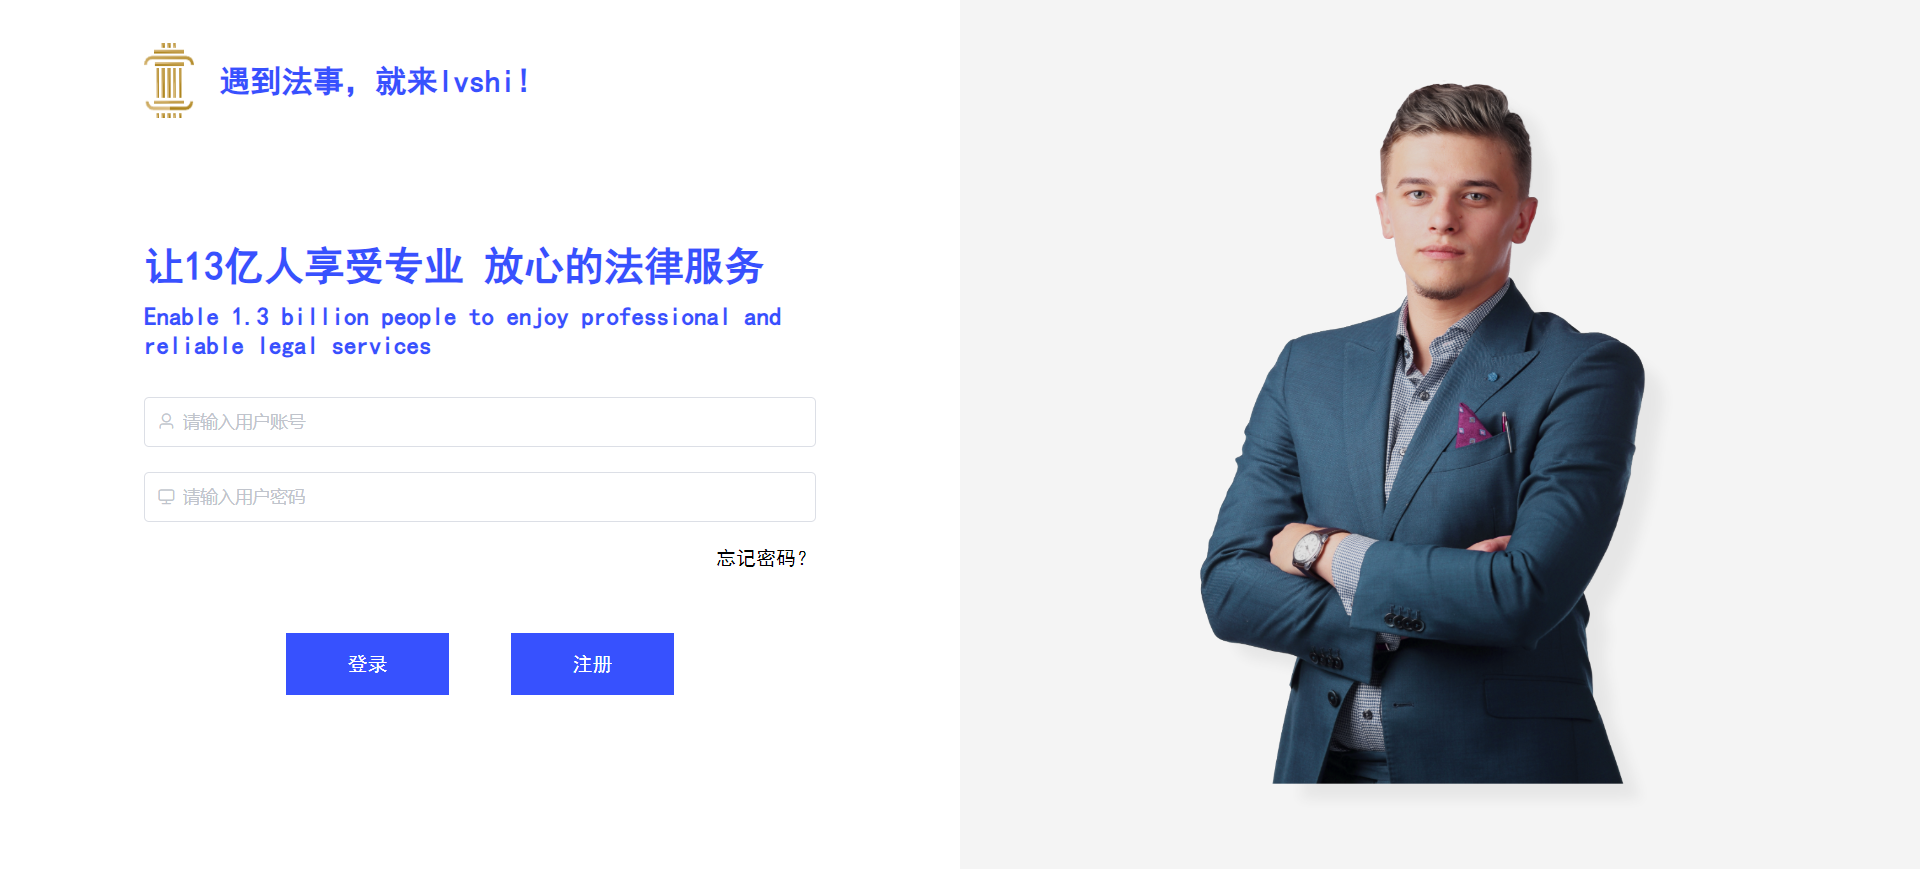 遇到法事，就来lvshi！
让13亿人享受专业 放心的法律服务
Enable 1.3 billion people to enjoy professional and
reliable legal services
请输入用户账号
请输入用户密码
忘记密码？
登录
注册